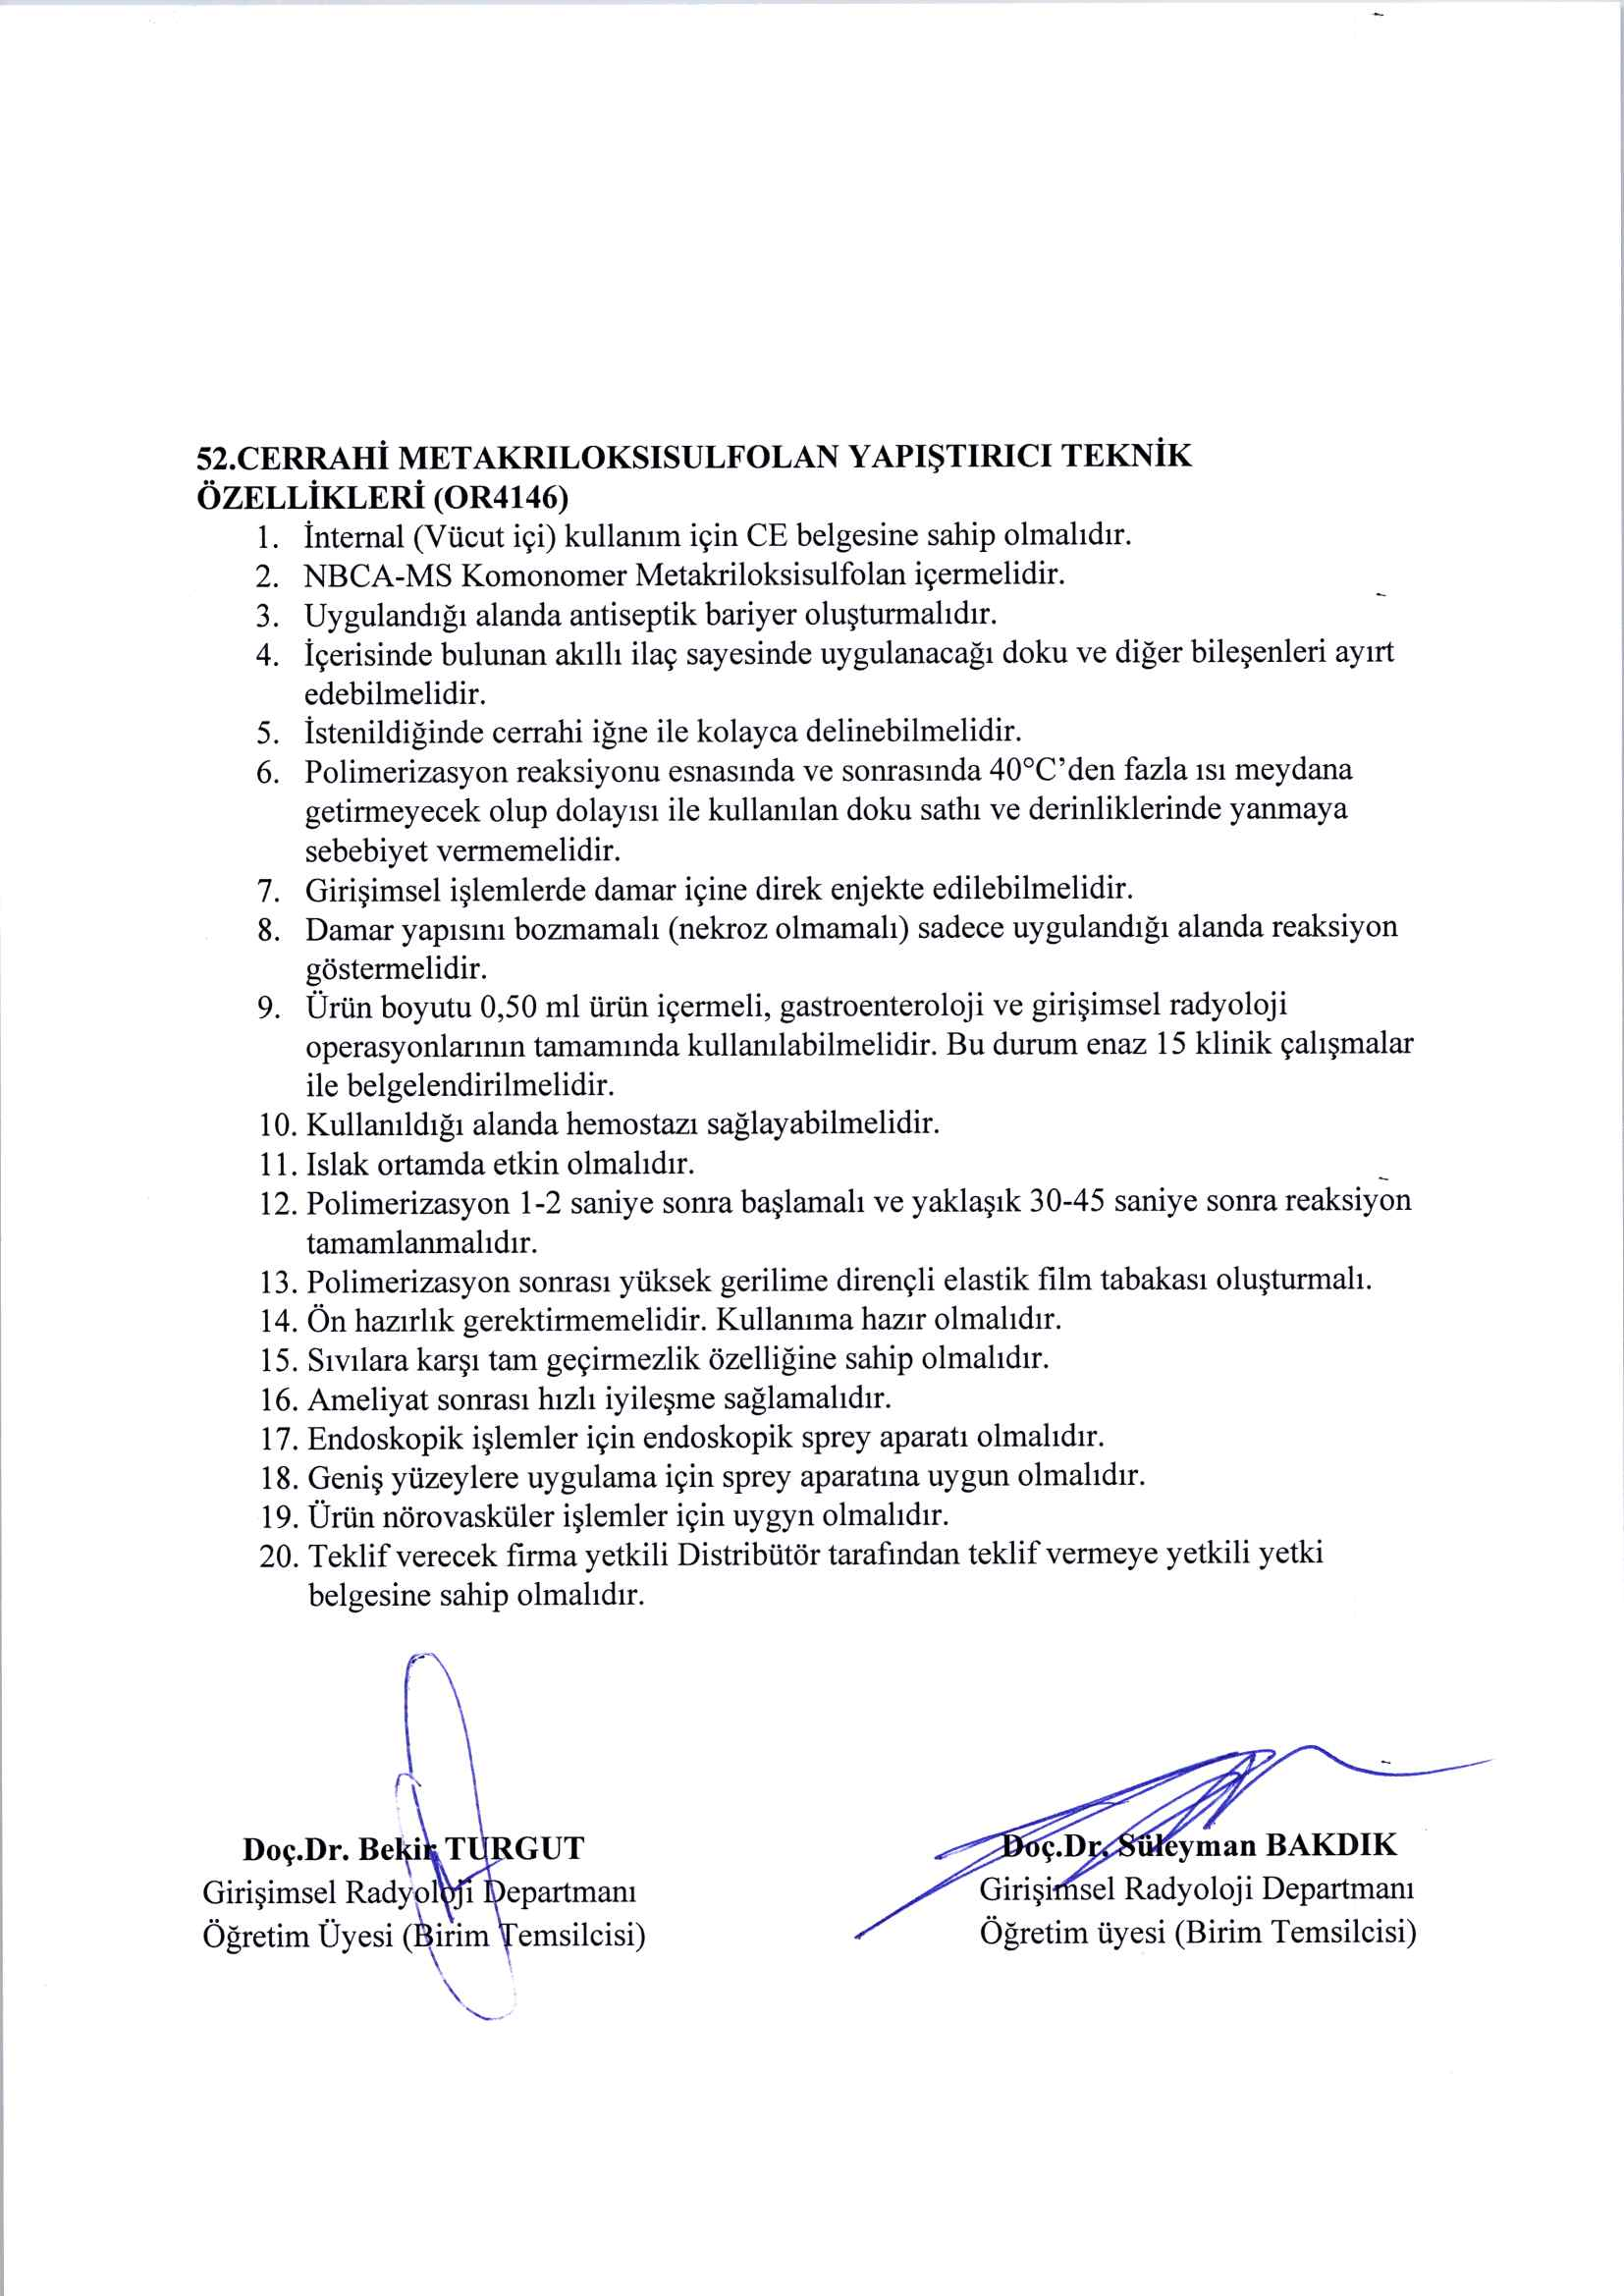 52.CERRAHİ METAKRILOKSISULFOLAN YAPIŞTIRICI TEKNİK
ÖZELLİKLERİ (OR4146)
1. İnternal (Vücut içi) kullanım için CE belgesine sahip olmalıdır.
2. NBCA-MS Komonomer Metakriloksisulfolan içermelidir.
3. Uygulandığı alanda antiseptik bariyer oluşturmalıdır.
4. İçerisinde bulunan akıllı ilaç sayesinde uygulanacağı doku ve diğer bileşenleri ayırt
edebilmelidir.
5. İstenildiğinde cerrahi iğne ile kolayca delinebilmelidir.
6. Polimerizasyon reaksiyonu esnasında ve sonrasında 40°C’den fazla ısı meydana
getirmeyecek olup dolayısı ile kullanılan doku sathı ve derinliklerinde yanmaya
sebebiyet vermemelidir.
7. Girişimsel işlemlerde damar içine direk enjekte edilebilmelidir.
8. Damar yapısını bozmamalı (nekroz olmamalı) sadece uygulandığı alanda reaksiyon
göstermelidir.
9. Ürün boyutu 0,50 ml ürün içermeli, gastroenteroloji ve girişimsel radyoloji
operasyonlarının tamamında kullanılabilmelidir. Bu durum enaz 15 klinik çalışmalar
ile belgelendirilmelidir.
10. Kullanıldığı alanda hemostazı sağlayabilmelidir.
11. Islak ortamda etkin olmalıdır.
12. Polimerizasyon 1-2 saniye sonra başlamalı ve yaklaşık 30-45 saniye sonra reaksiyon
tamamlanmalıdır.
13. Polimerizasyon sonrası yüksek gerilime dirençli elastik film tabakası oluşturmalı.
14. Ön hazırlık gerektirmemelidir. Kullanıma hazır olmalıdır.
15. Sıvılara karşı tam geçirmezlik özelliğine sahip olmalıdır.
16. Ameliyat sonrası hızlı iyileşme sağlamalıdır.
17. Endoskopik işlemler için endoskopik sprey aparatı olmalıdır.
18. Geniş yüzeylere uygulama için sprey aparatına uygun olmalıdır.
19. Ürün nörovasküler işlemler için uygyn olmalıdır.
20. Teklif verecek firma yetkili Distribütör tarafından teklif vermeye yetkili yetki
belgesine sahip olmalıdır.
Doç.Dr. Bekir TURGUT
Girişimsel Radyoloji Departmanı
Öğretim Üyesi (Birim Temsilcisi)
Doç.Dr. Süleyman BAKDIK
Girişimsel Radyoloji Departmanı
Öğretim üyesi (Birim Temsilcisi)